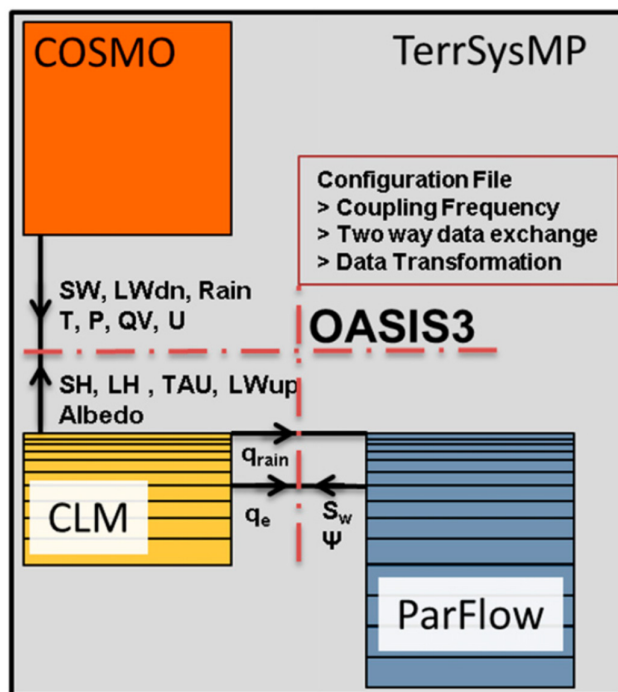 COSMO
TerrSysMP
Configuration File
> Coupling Frequency
> Two way data exchange
> Data Transformation
SW, LWdn, Rain
T, P, QV, U
OASIS3
SH, LH , TAU, LWup
Albedo
qrain
CLM
qe
Sw
Ψ
ParFlow